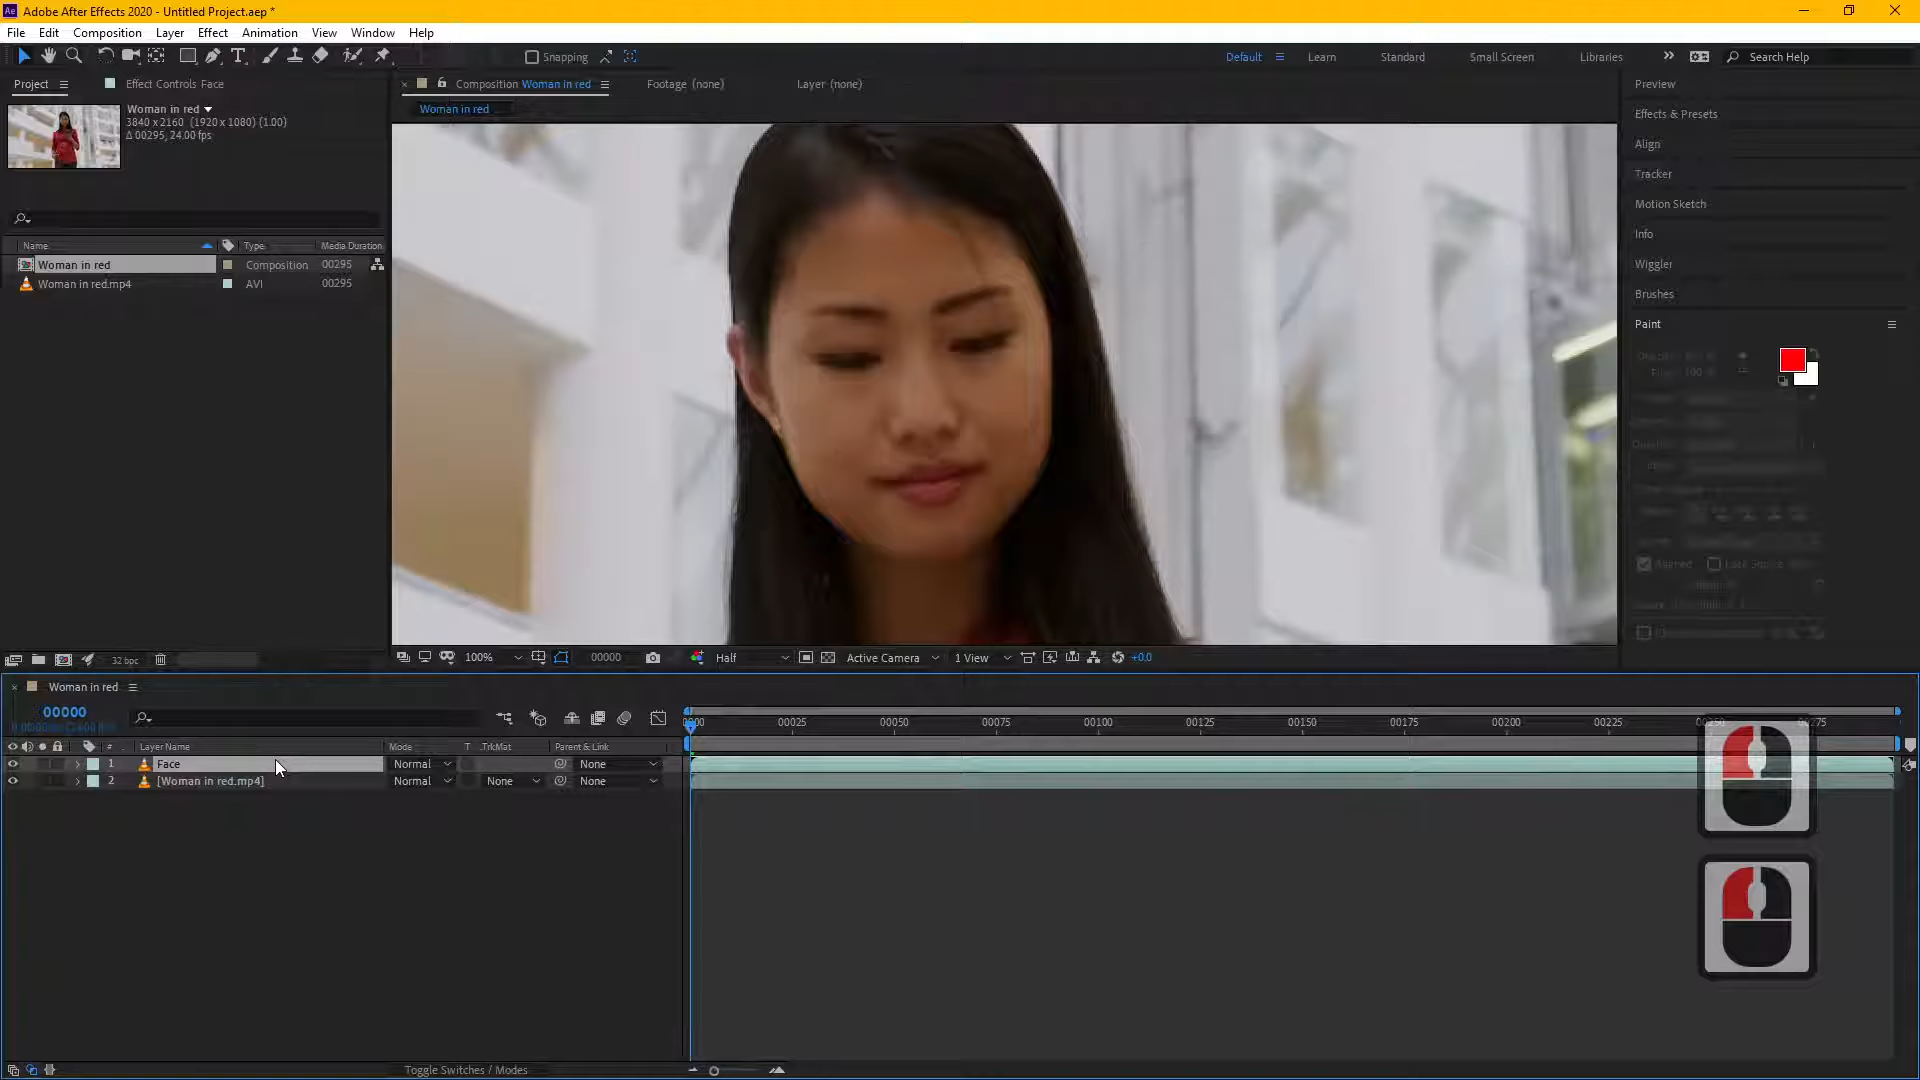 Adobe After Effects 2020 - Untitled Project.aep *
File Edit Composition Layer Effect Animation View Window Help
Snapping
Default Learn Standard Small Screen Libraries Search Help
Project Effect Controls Face
Composition Woman in red Footage (none) Layer (none)
Woman in red
Woman in red
3840 x 2160 (1920 x 1080) (1.00)
Δ 00295, 24.00 fps
Name Type Media Duration
Woman in red Composition 00295
Woman in red.mp4 AVI 00295
Preview
Effects & Presets
Align
Tracker
Motion Sketch
Info
Wiggler
Brushes
Paint
Aligned
32 bpc
100% 00000 Half Active Camera 1 View +0,0
Woman in red
00000
0000 00025 00050 00075 00100 00125 00150 00175 00200 00225 00250 00275
# Layer Name Mode T .TrkMat Parent & Link
1 Face Normal None
2 [Woman in red.mp4] Normal None None
Toggle Switches / Modes